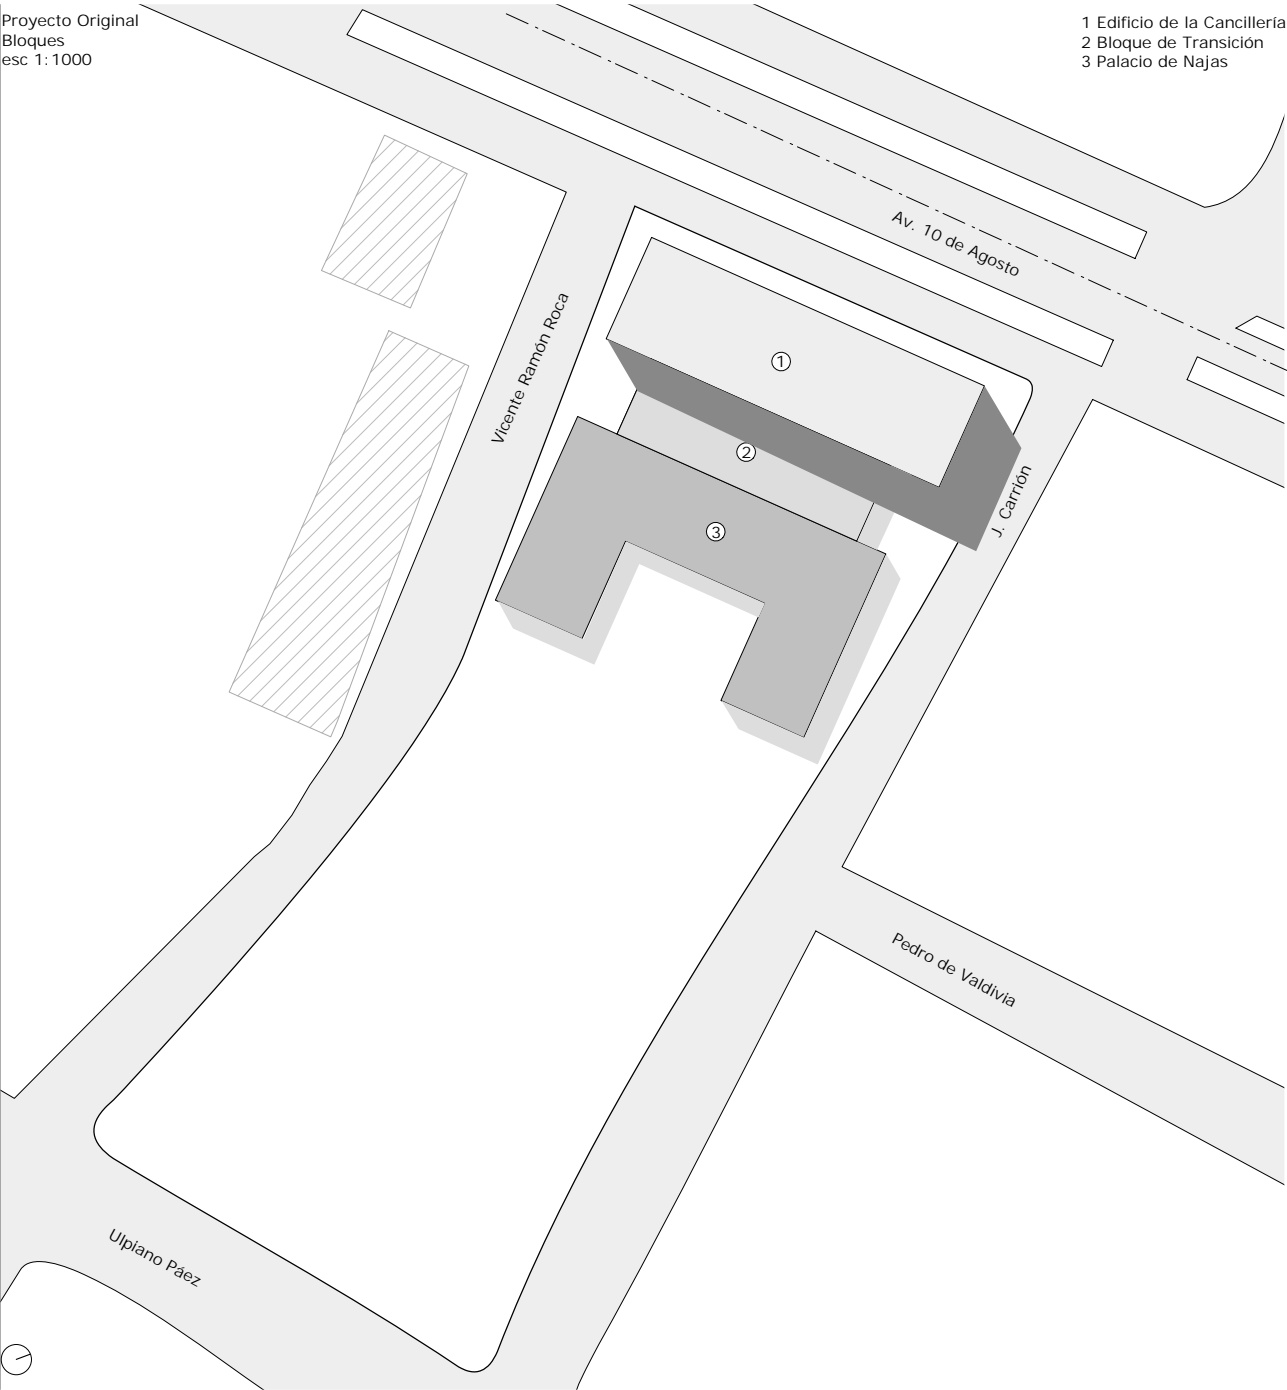 Proyecto Original
Bloques
esc 1:1000
1 Edificio de la Cancillería
2 Bloque de Transición
3 Palacio de Najas
Av. 10 de Agosto
Vicente Ramón Roca
1
2
J. Carrión
3
Pedro de Valdivia
Ulpiano Páez